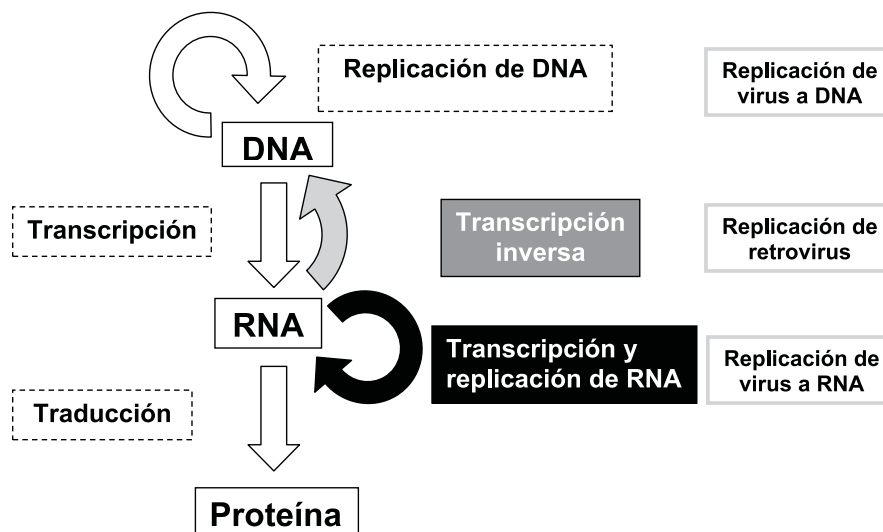 Replicación de DNA
Replicación de
virus a DNA
DNA
Transcripción
Transcripción
inversa
Replicación de
retrovirus
RNA
Transcripción y
replicación de RNA
Replicación de
virus a RNA
Traducción
Proteína